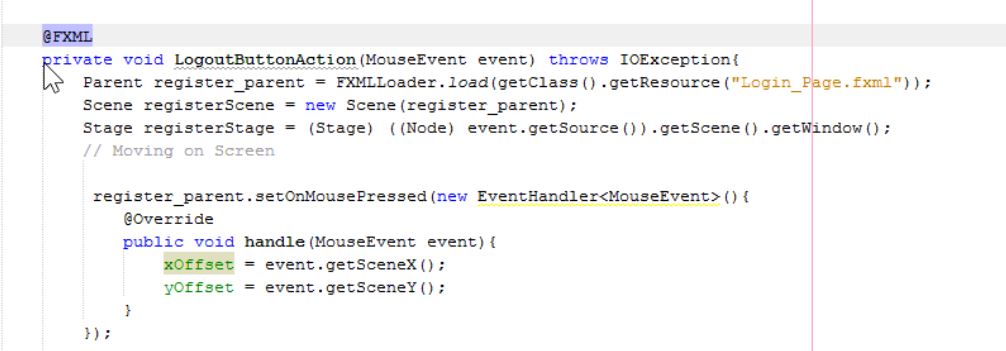 @FXML
private void LogoutButtonAction(MouseEvent event) throws IOException{
Parent register_parent = FXMLLoader.load(getClass().getResource("Login_Page.fxml"));
Scene registerScene = new Scene(register_parent);
Stage registerStage = (Stage) ((Node) event.getSource()).getScene().getWindow();
// Moving on Screen
register_parent.setOnMousePressed(new EventHandler<MouseEvent>(){
@Override
public void handle(MouseEvent event){
xOffset = event.getSceneX();
yOffset = event.getSceneY();
}
});